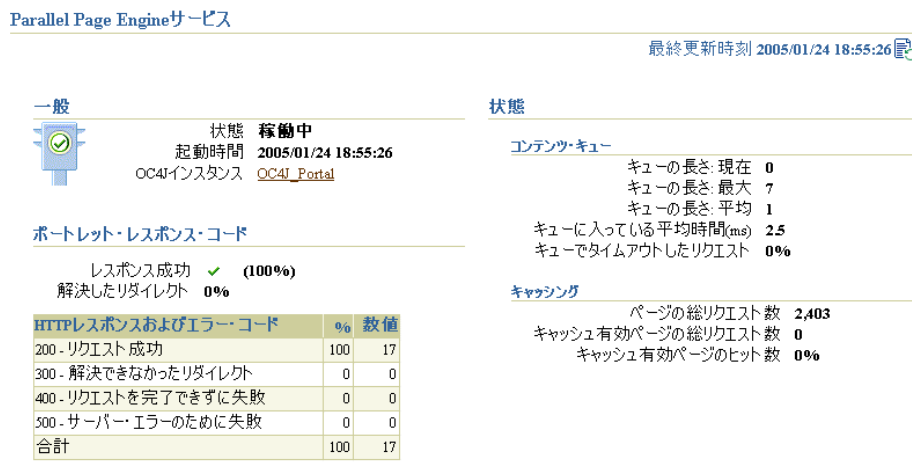 Parallel Page Engineサービス
最終更新時刻 2005/01/24 18:55:26
一般
状態 稼働中
起動時間 2005/01/24 18:55:26
OC4Jインスタンス OC4J_Portal
ポートレット・レスポンス・コード
レスポンス成功 ✓ (100%)
解決したリダイレクト 0%
HTTPレスポンスおよびエラー・コード % 数値
200 - リクエスト成功 100 17
300 - 解決できなかったリダイレクト 0 0
400 - リクエストを完了できずに失敗 0 0
500 - サーバー・エラーのために失敗 0 0
合計 100 17
状態
コンテンツ・キュー
キューの長さ: 現在 0
キューの長さ: 最大 7
キューの長さ: 平均 1
キューに入っている平均時間(ms) 2.5
キューでタイムアウトしたリクエスト 0%
キャッシング
ページの総リクエスト数 2,403
キャッシュ有効ページの総リクエスト数 0
キャッシュ有効ページのヒット数 0%